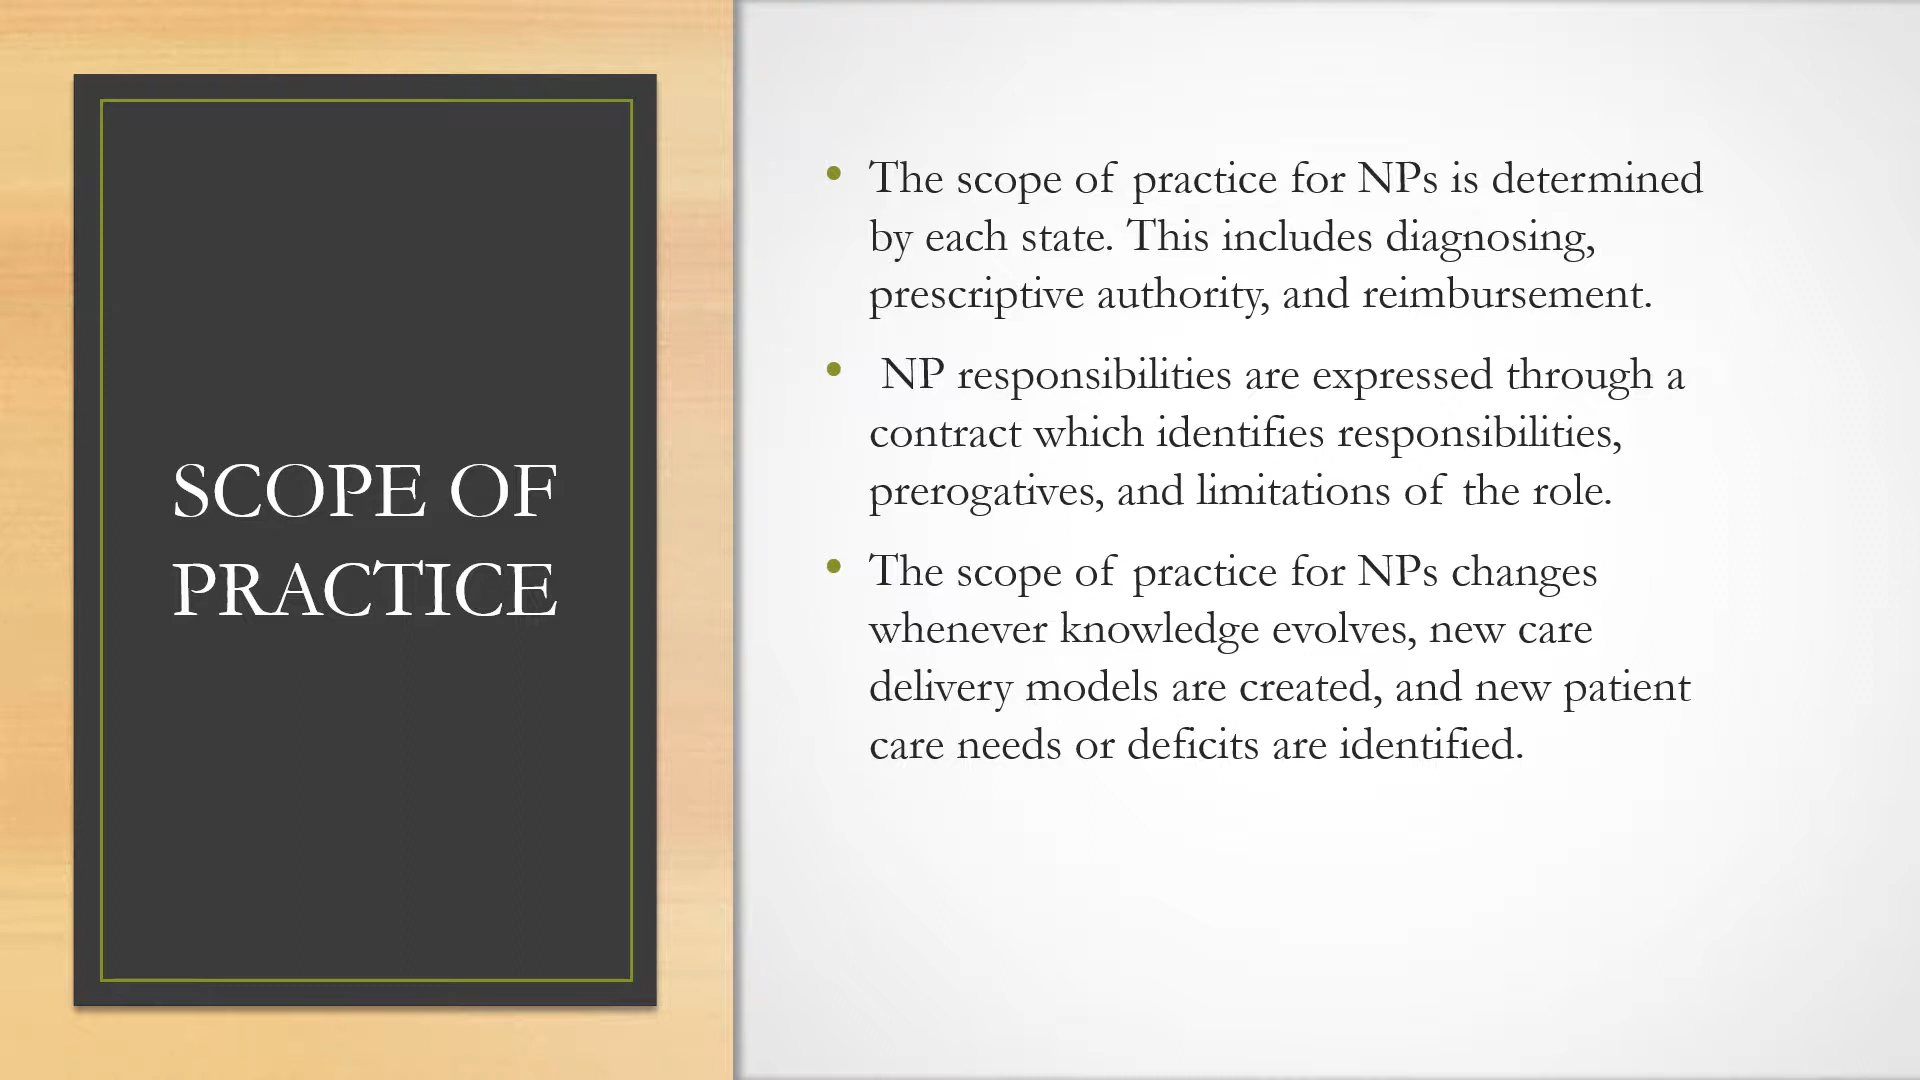 SCOPE OF
PRACTICE
• The scope of practice for NPs is determined
by each state. This includes diagnosing,
prescriptive authority, and reimbursement.
• NP responsibilities are expressed through a
contract which identifies responsibilities,
prerogatives, and limitations of the role.
• The scope of practice for NPs changes
whenever knowledge evolves, new care
delivery models are created, and new patient
care needs or deficits are identified.